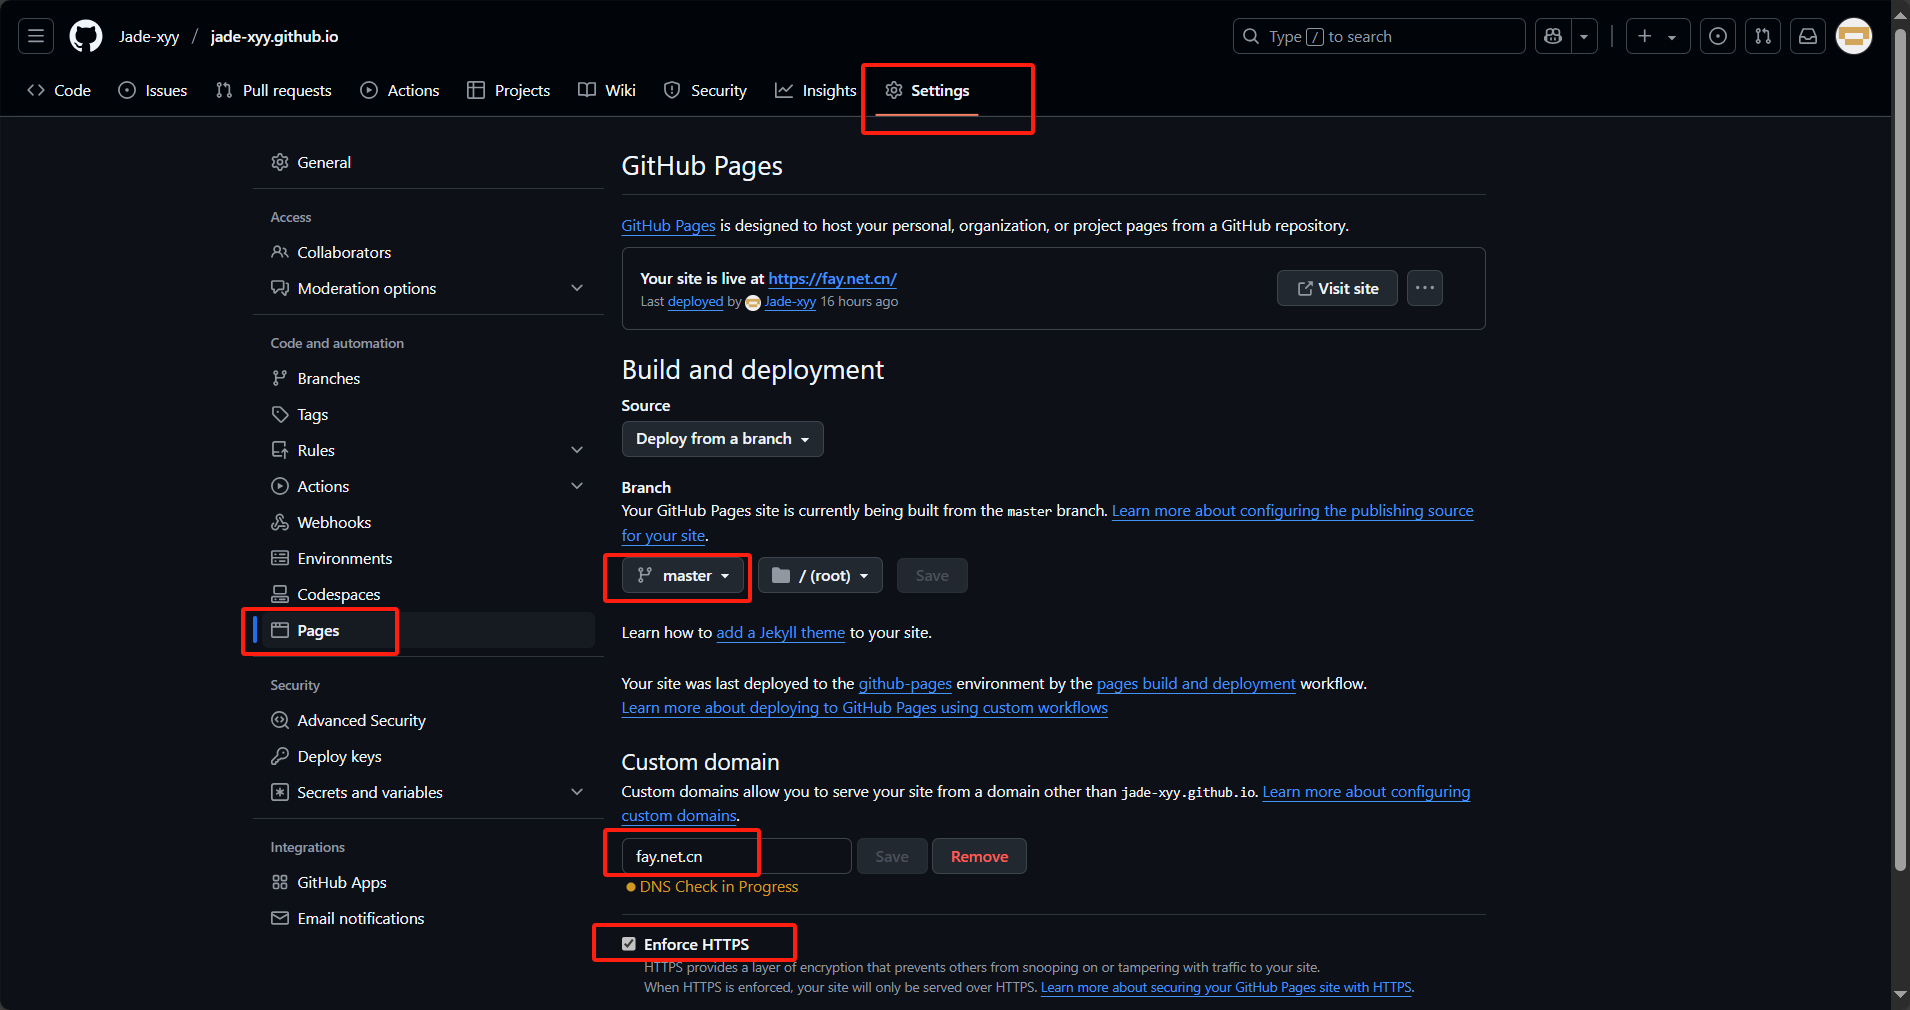 Jade-xyy / jade-xyy.github.io
Type / to search
Code
Issues
Pull requests
Actions
Projects
Wiki
Security
Insights
Settings
General
Access
Collaborators
Moderation options
Code and automation
Branches
Tags
Rules
Actions
Webhooks
Environments
Codespaces
Pages
Security
Advanced Security
Deploy keys
Secrets and variables
Integrations
GitHub Apps
Email notifications
GitHub Pages
GitHub Pages is designed to host your personal, organization, or project pages from a GitHub repository.
Your site is live at https://fay.net.cn/
Last deployed by Jade-xyy 16 hours ago
Visit site
Build and deployment
Source
Deploy from a branch
Branch
Your GitHub Pages site is currently being built from the master branch. Learn more about configuring the publishing source
for your site.
master
/ (root)
Save
Learn how to add a Jekyll theme to your site.
Your site was last deployed to the github-pages environment by the pages build and deployment workflow.
Learn more about deploying to GitHub Pages using custom workflows
Custom domain
Custom domains allow you to serve your site from a domain other than jade-xyy.github.io. Learn more about configuring
custom domains.
fay.net.cn
Save
Remove
DNS Check in Progress
Enforce HTTPS
HTTPS provides a layer of encryption that prevents others from snooping on or tampering with traffic to your site.
When HTTPS is enforced, your site will only be served over HTTPS. Learn more about securing your GitHub Pages site with HTTPS.